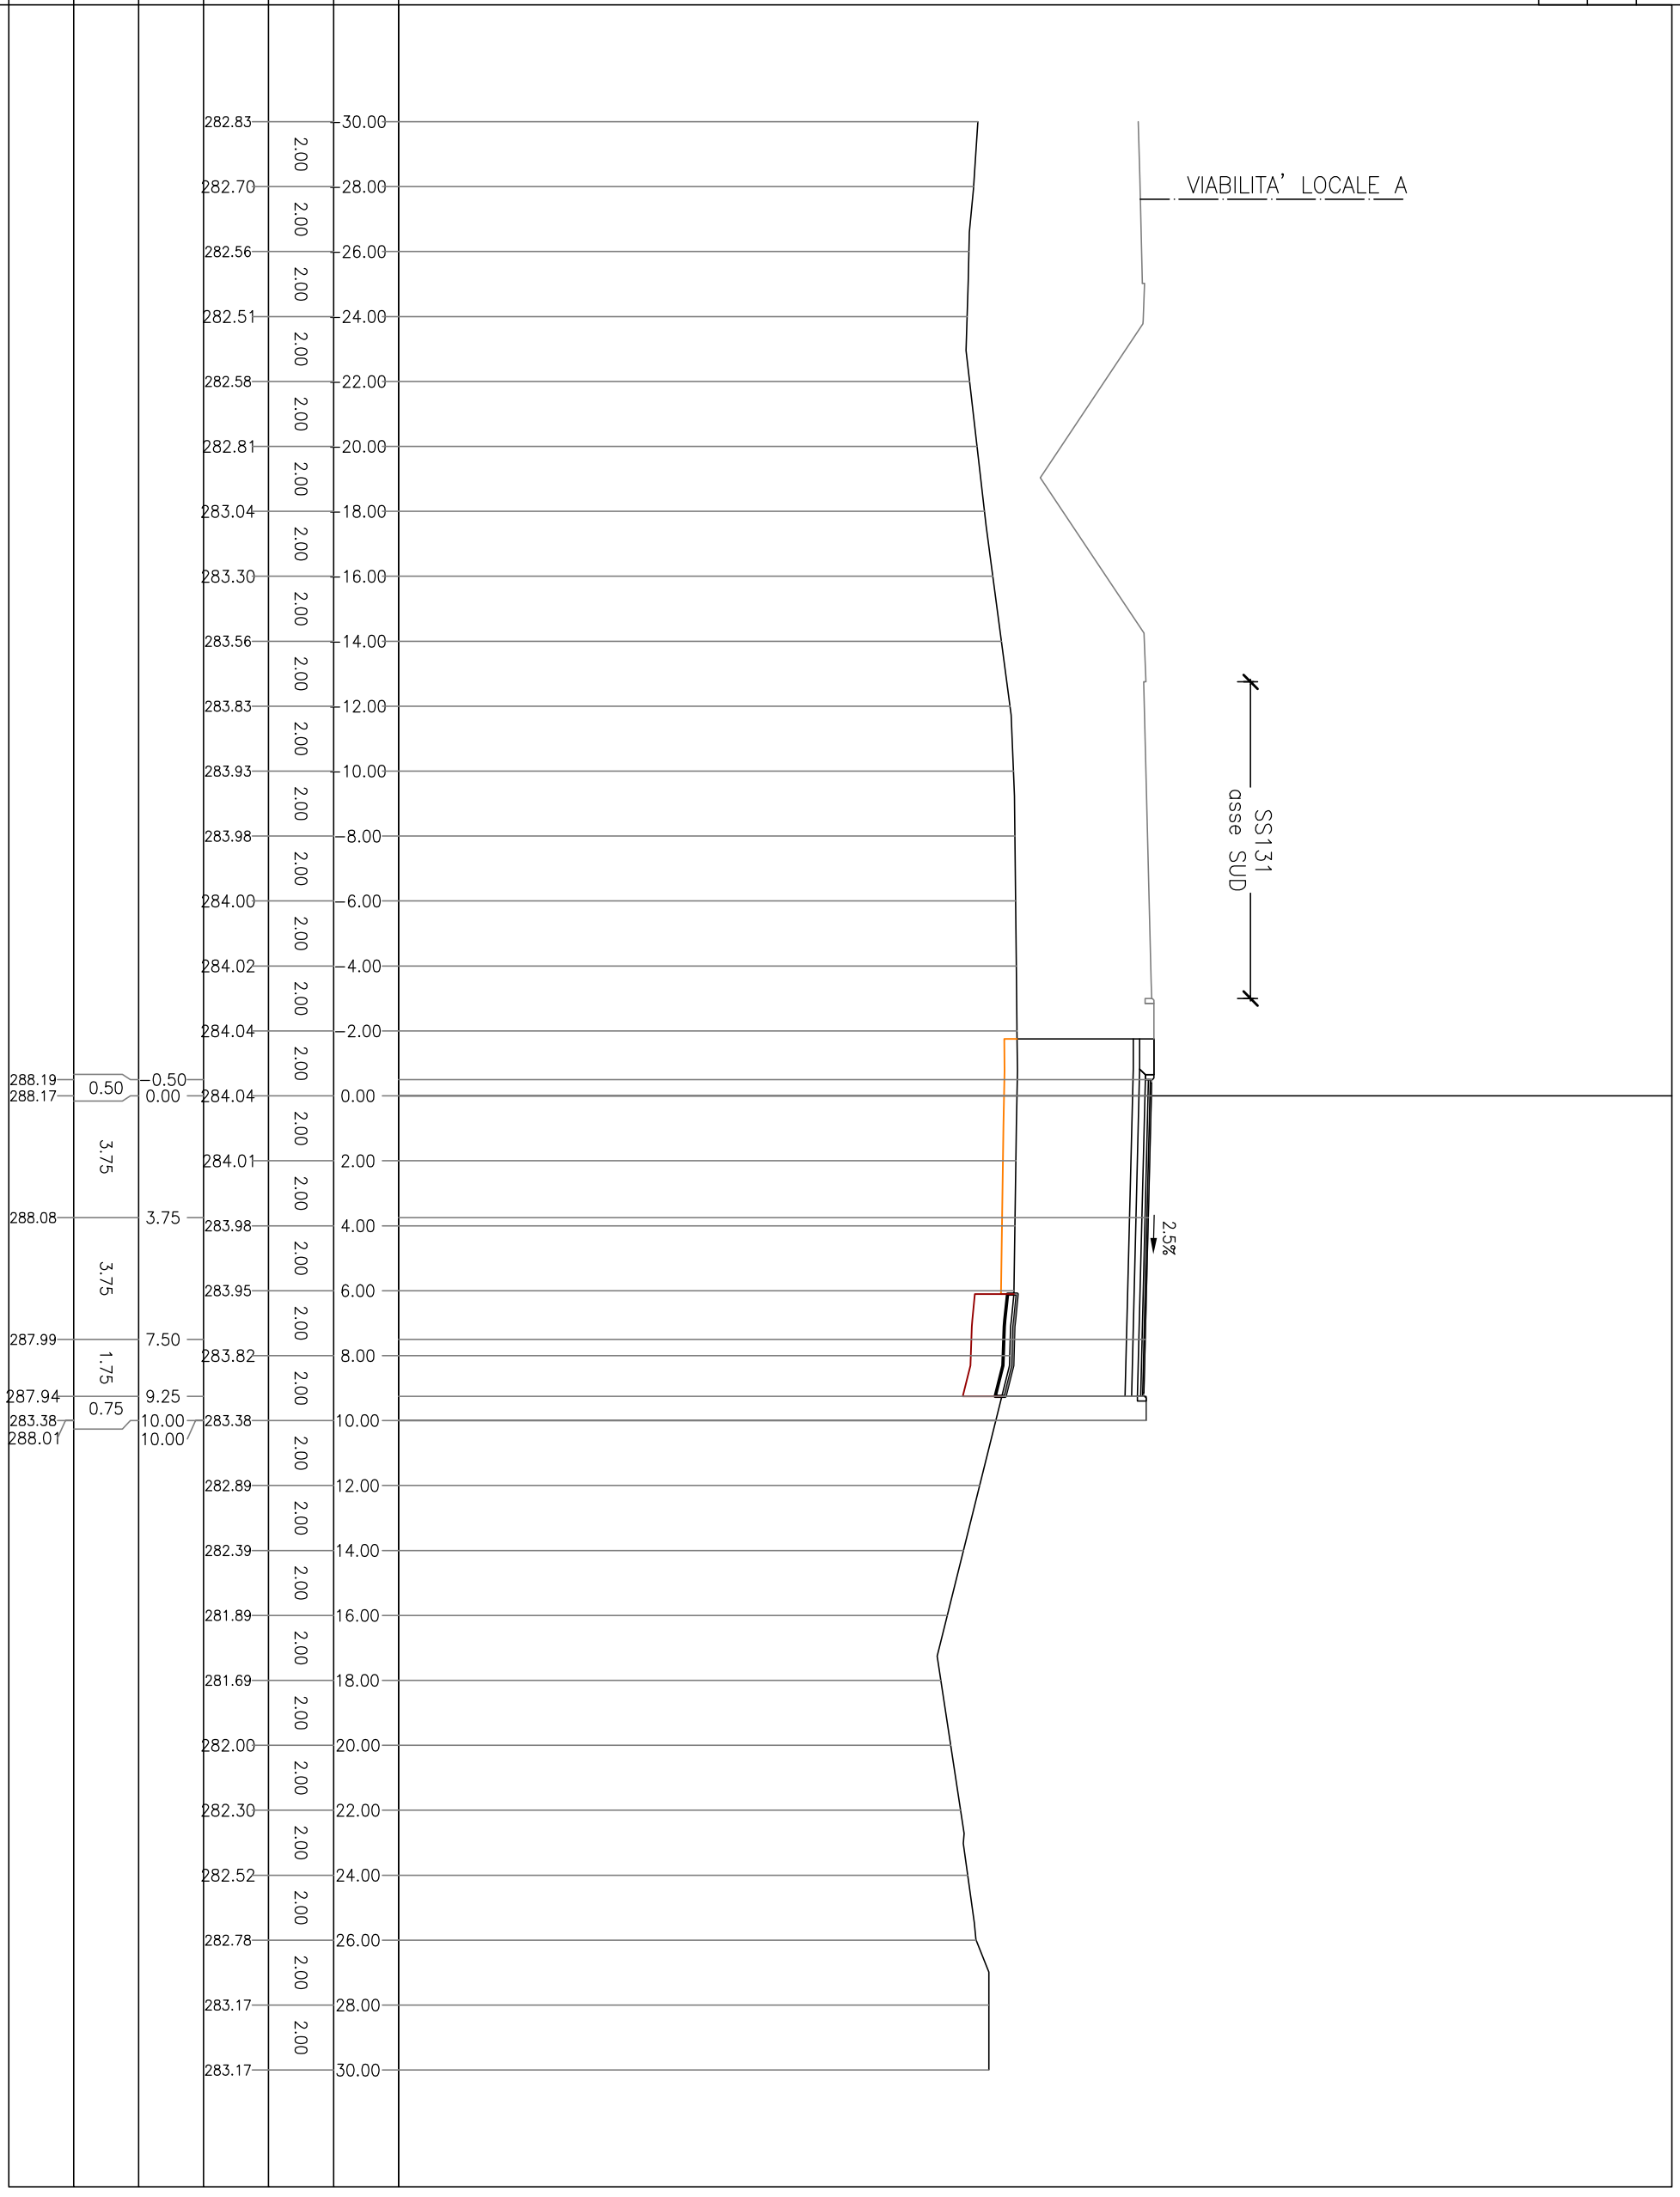 VIABILITA' LOCALE A
SS131
asse SUD
2.5%
282.83 2.00 -30.00
282.70 2.00 -28.00
282.56 2.00 -26.00
282.51 2.00 -24.00
282.58 2.00 -22.00
282.81 2.00 -20.00
283.04 2.00 -18.00
283.30 2.00 -16.00
283.56 2.00 -14.00
283.83 2.00 -12.00
283.93 2.00 -10.00
283.98 2.00 -8.00
284.00 2.00 -6.00
284.02 2.00 -4.00
284.04 2.00 -2.00
288.19 0.50 -0.50
288.17 0.00 284.04 2.00 0.00
3.75
284.01 2.00 2.00
288.08 3.75
283.98 2.00 4.00
3.75
283.95 2.00 6.00
287.99 7.50
283.82 2.00 8.00
1.75
287.94 9.25
0.75
283.38 10.00 283.38 2.00 10.00
288.01 10.00
282.89 2.00 12.00
282.39 2.00 14.00
281.89 2.00 16.00
281.69 2.00 18.00
282.00 2.00 20.00
282.30 2.00 22.00
282.52 2.00 24.00
282.78 2.00 26.00
283.17 2.00 28.00
283.17 30.00